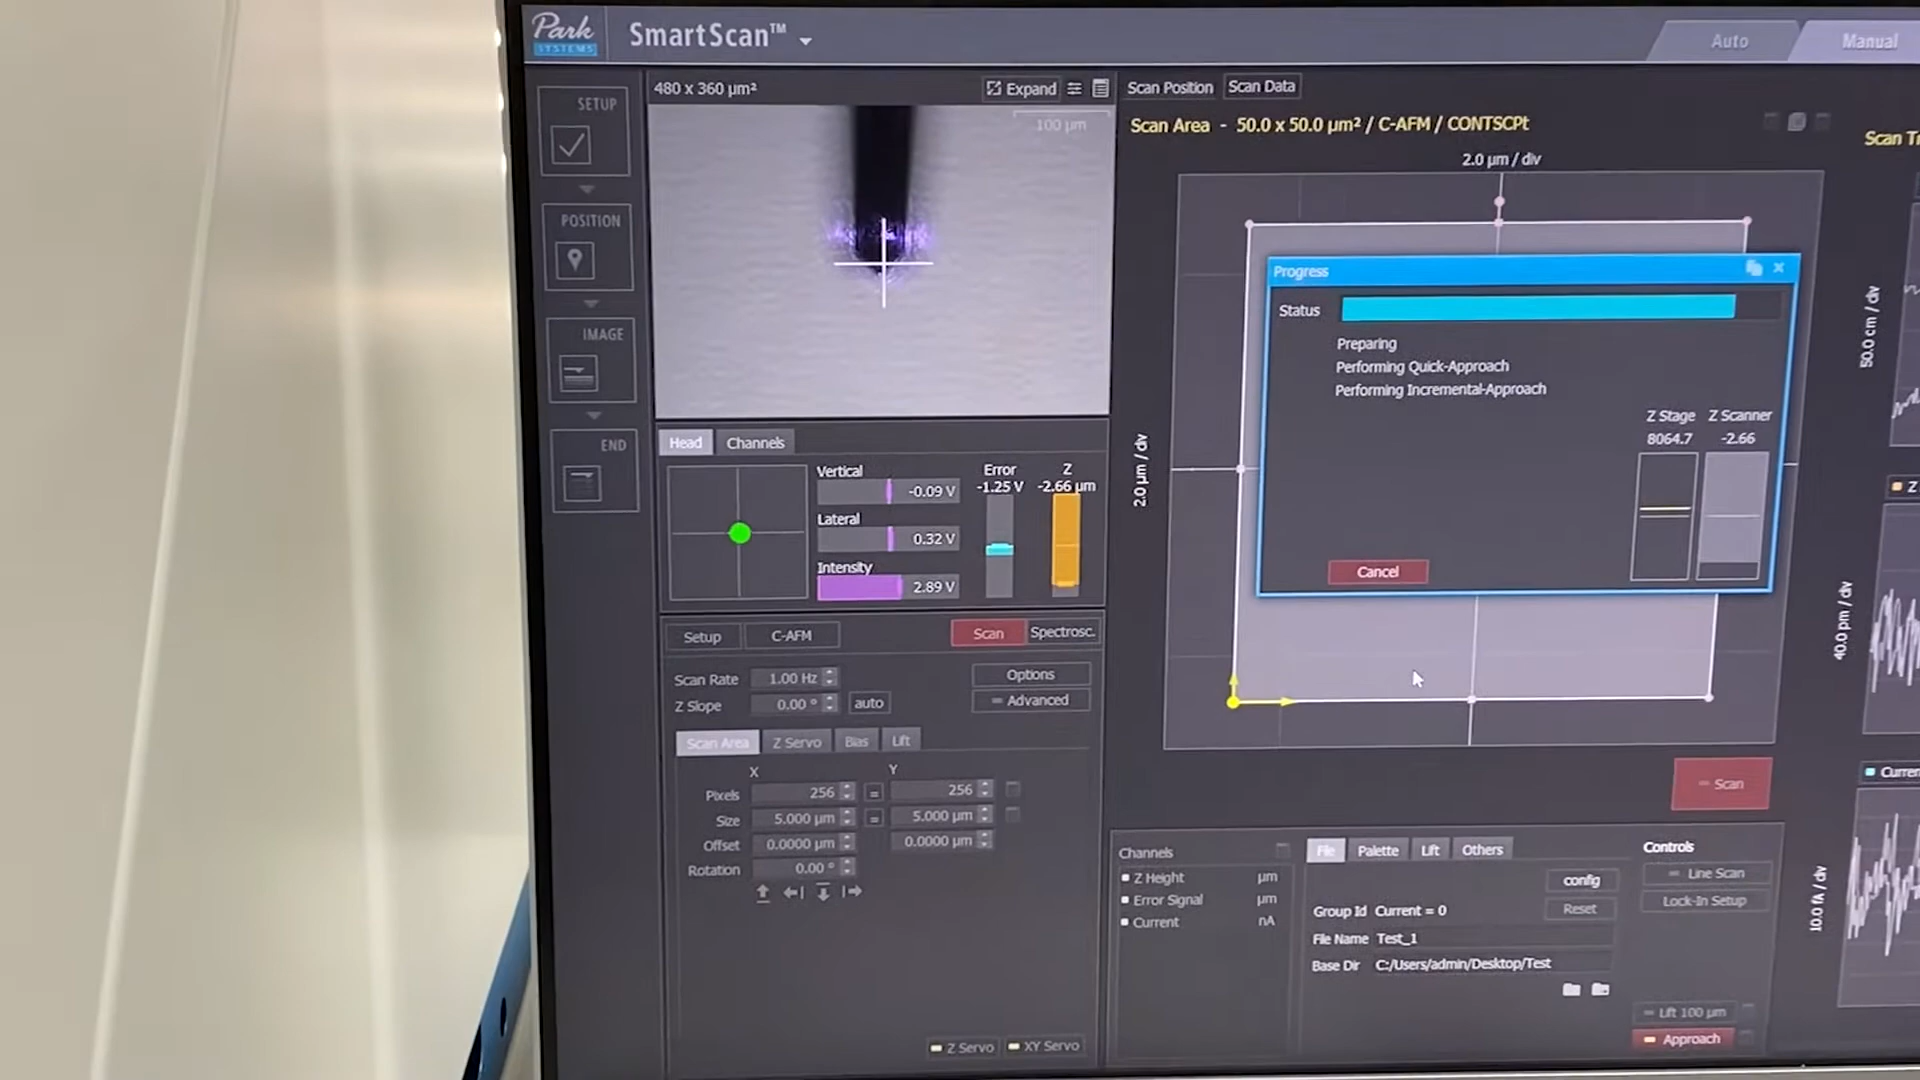 Park
SYSTEMS
SmartScan™
Auto
Manual
SETUP
POSITION
IMAGE
END
480 x 360 µm²
Expand
100 µm
Scan Position
Scan Data
Scan Area - 50.0 x 50.0 µm² / C-AFM / CONTSCPt
2.0 µm / div
2.0 µm / div
Progress
Status
Preparing
Performing Quick-Approach
Performing Incremental-Approach
Z Stage Z Scanner
8064.7 -2.66
Cancel
Head
Channels
Vertical
-0.09 V
Lateral
0.32 V
Intensity
2.89 V
Error
-1.25 V
Z
-2.66 µm
Setup
C-AFM
Scan
Spectrosc.
Scan Rate 1.00 Hz
Z Slope 0.00 ° auto
Options
Advanced
Scan Area
Z Servo
Bias
Lift
X Y
Pixels 256 = 256
Size 5.000 µm = 5.000 µm
Offset 0.0000 µm 0.0000 µm
Rotation 0.00 °
Z Servo
XY Servo
Scan
Channels
Z Height µm
Error Signal µm
Current nA
File
Palette
Lift
Others
config
Reset
Group Id Current = 0
File Name Test_1
Base Dir C:/Users/admin/Desktop/Test
Controls
Line Scan
Lock-In Setup
Lift 100 µm
Approach
Scan
50.0 cm / div
Z
40.0 pm / div
Curren
10.0 fA / div